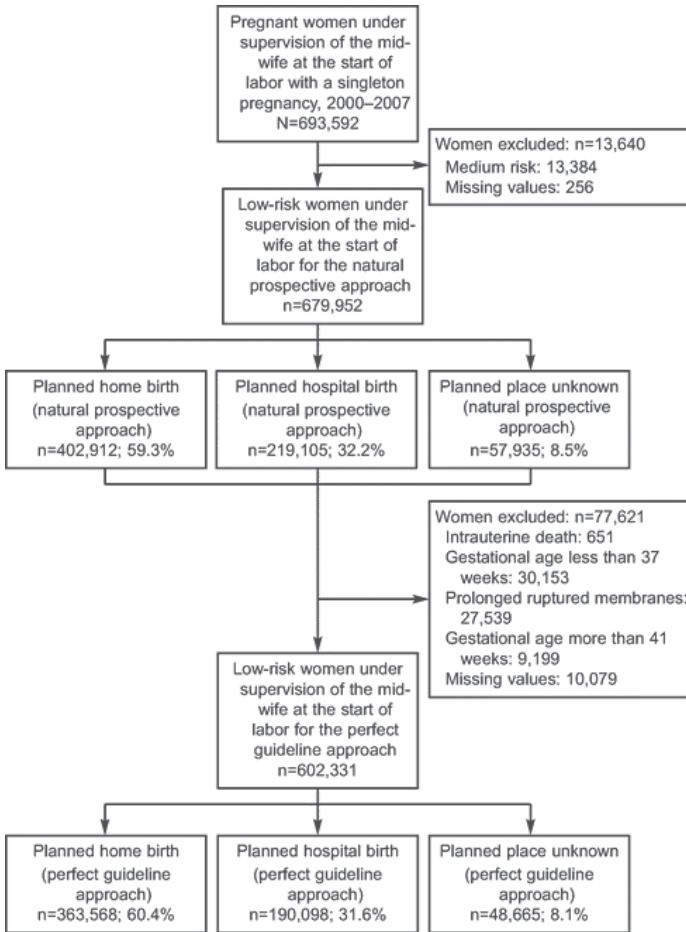 Pregnant women under
supervision of the mid-
wife at the start of
labor with a singleton
pregnancy, 2000–2007
N=693,592
Women excluded: n=13,640
Medium risk: 13,384
Missing values: 256
Low-risk women under
supervision of the mid-
wife at the start of
labor for the natural
prospective approach
n=679,952
Planned home birth
(natural prospective
approach)
n=402,912; 59.3%
Planned hospital birth
(natural prospective
approach)
n=219,105; 32.2%
Planned place unknown
(natural prospective
approach)
n=57,935; 8.5%
Women excluded: n=77,621
Intrauterine death: 651
Gestational age less than 37
weeks: 30,153
Prolonged ruptured membranes:
27,539
Gestational age more than 41
weeks: 9,199
Missing values: 10,079
Low-risk women under
supervision of the mid-
wife at the start of
labor for the perfect
guideline approach
n=602,331
Planned home birth
(perfect guideline
approach)
n=363,568; 60.4%
Planned hospital birth
(perfect guideline
approach)
n=190,098; 31.6%
Planned place unknown
(perfect guideline
approach)
n=48,665; 8.1%